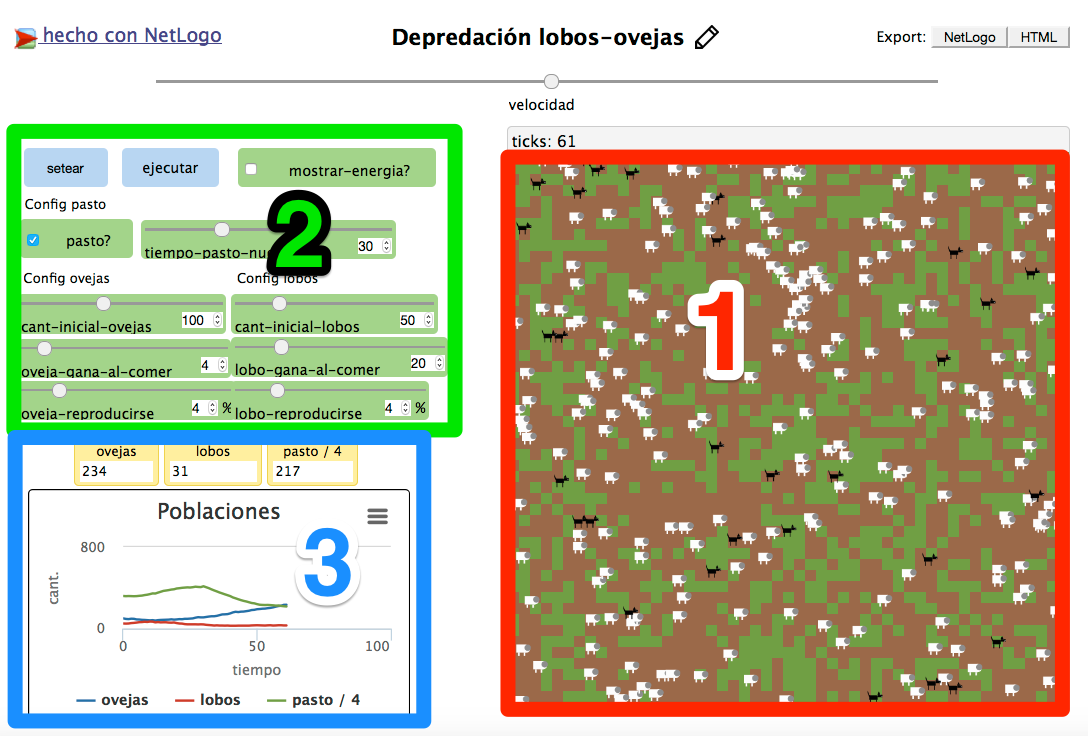 hecho con NetLogo
Depredación lobos-ovejas
Export: NetLogo HTML
velocidad
ticks: 61
1
setear ejecutar mostrar-energia?
2
Config pasto
pasto? 30
tiempo-pasto-nu
Config ovejas Config lobos
cant-inicial-ovejas 100 cant-inicial-lobos 50
oveja-gana-al-comer 4 lobo-gana-al-comer 20
oveja-reproducirse 4 % lobo-reproducirse 4 %
ovejas lobos pasto / 4
234 31 217
Poblaciones
3
800
cant.
0
0 50 100
tiempo
ovejas lobos pasto / 4